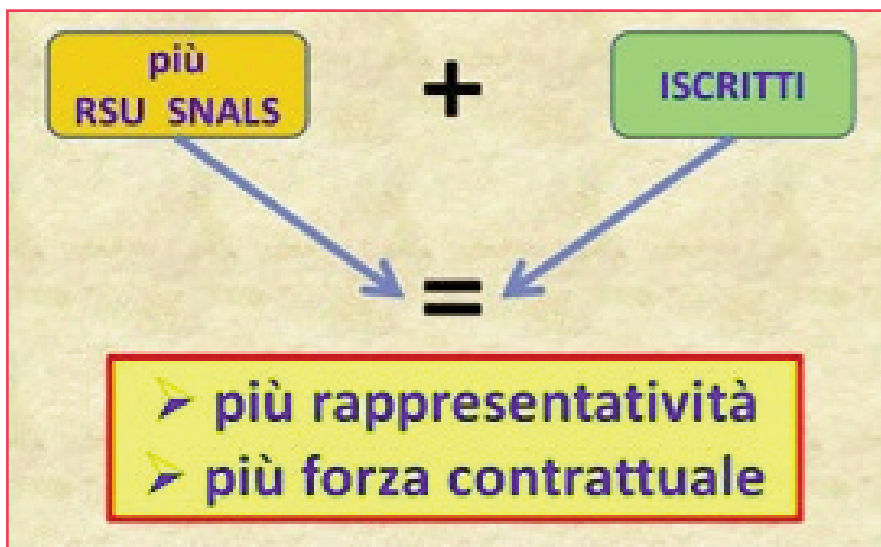 più
RSU SNALS
+
ISCRITTI
=
➢ più rappresentatività
➢ più forza contrattuale